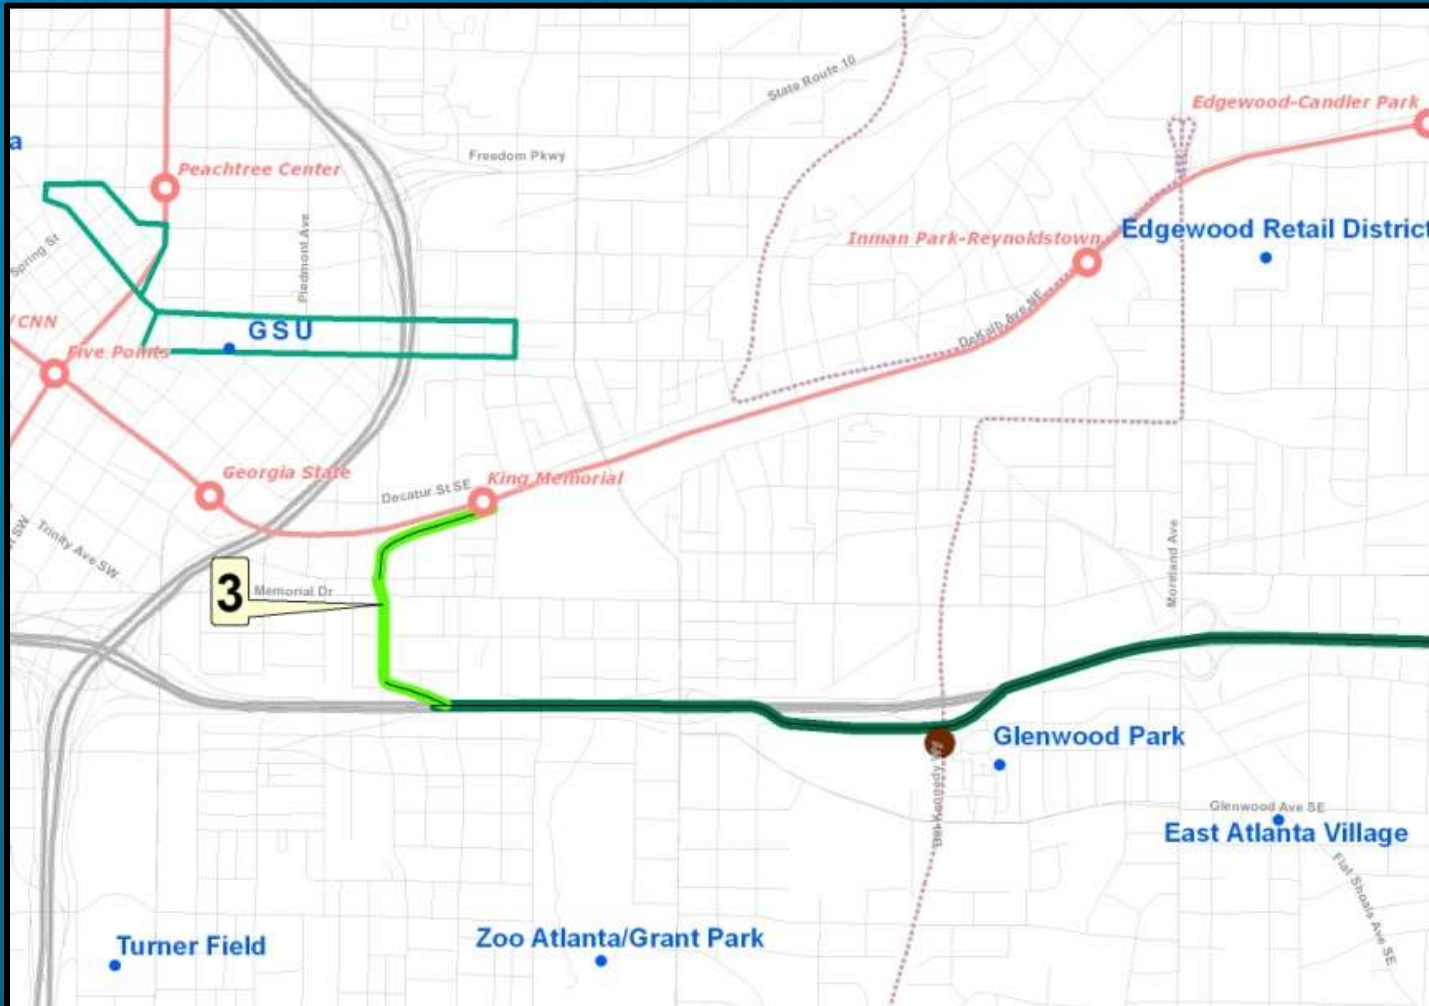 State Route 10
Edgewood-Candler Park
a
Freedom Pkwy
Peachtree Center
Spring St
Piedmont Ave
Inman Park-Reynoldstown
Edgewood Retail District
/CNN
GSU
Five Points
DeKalb Ave NE
Georgia State
Decatur St SE
King Memorial
Trinity Ave SW
3
Memorial Dr
Moreland Ave
Glenwood Park
Glenwood Ave SE
East Atlanta Village
Flat Shoals Ave SE
Turner Field
Zoo Atlanta/Grant Park